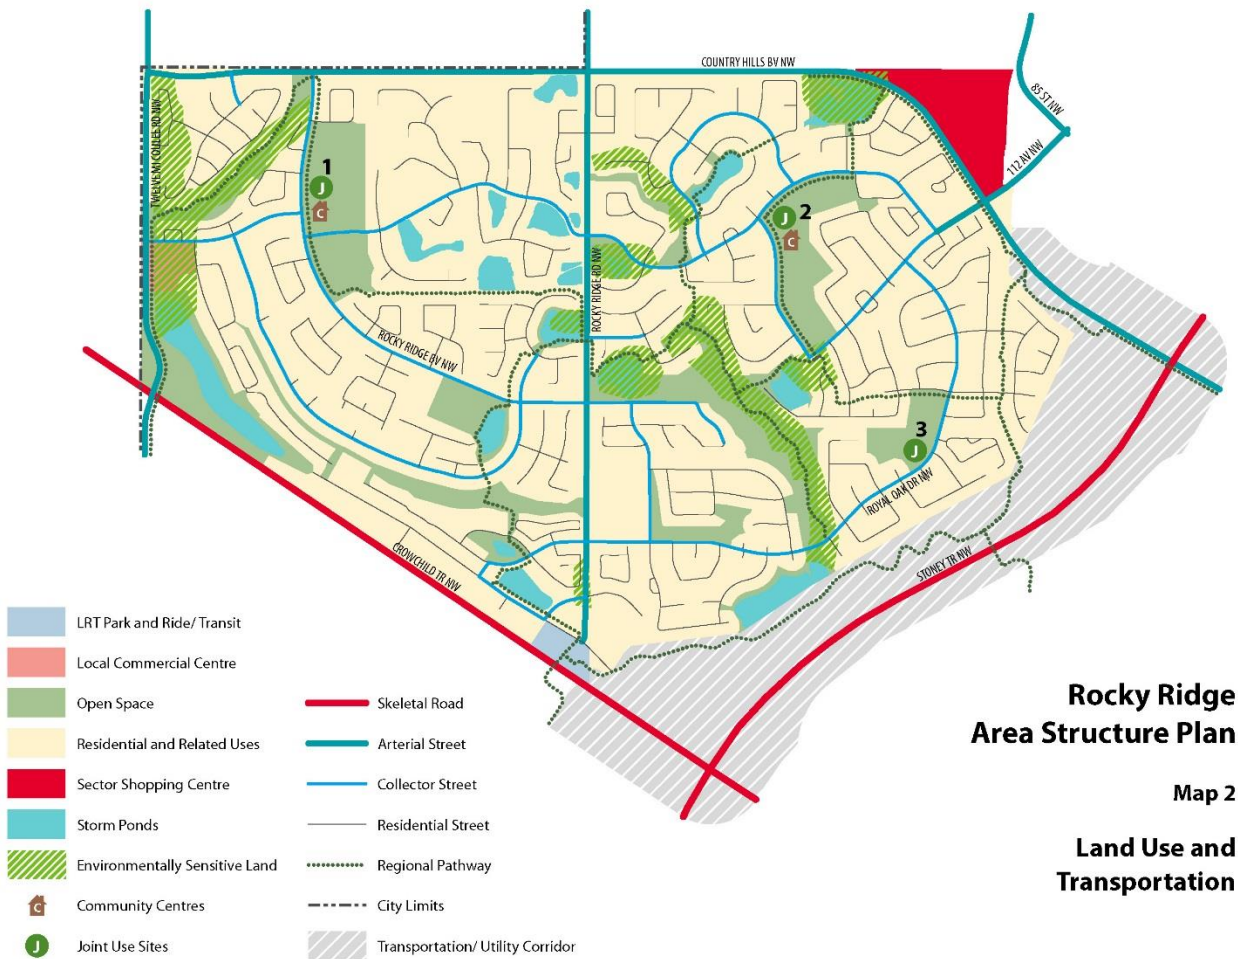 COUNTRY HILLS BV NW
85 ST NW
112 AV NW
TWELVE MI COULEE RD NW
1
J
C
2
J
C
ROCKY RIDGE RD NW
ROCKY RIDGE BV NW
3
J
ROYAL OAK DR NW
CROWCHILD TR NW
STONEY TR NW
LRT Park and Ride/ Transit
Local Commercial Centre
Open Space
Residential and Related Uses
Sector Shopping Centre
Storm Ponds
Environmentally Sensitive Land
C
Community Centres
J
Joint Use Sites
Skeletal Road
Arterial Street
Collector Street
Residential Street
Regional Pathway
City Limits
Transportation/ Utility Corridor
Rocky Ridge
Area Structure Plan
Map 2
Land Use and
Transportation